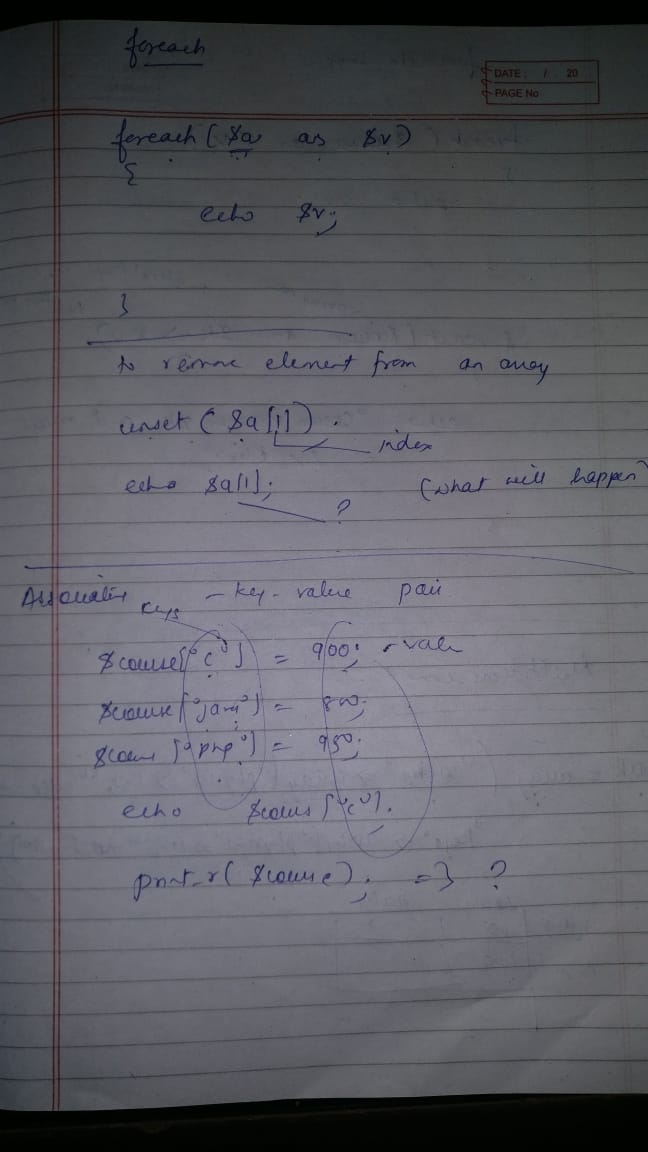 foreach
DATE: / 20
PAGE No
foreach ( $a as $v )
{
echo $v;
}
to remove element from an array
unset ( $a[1] ) .
index
echo $a[1]; (what will happen
?
Associative - key - value pair
keys
$course["c"] = 900; value
$course["java"] = 800;
$cours ["php"] = 950;
echo $cours ["c"].
print_r( $course ) ; => ?